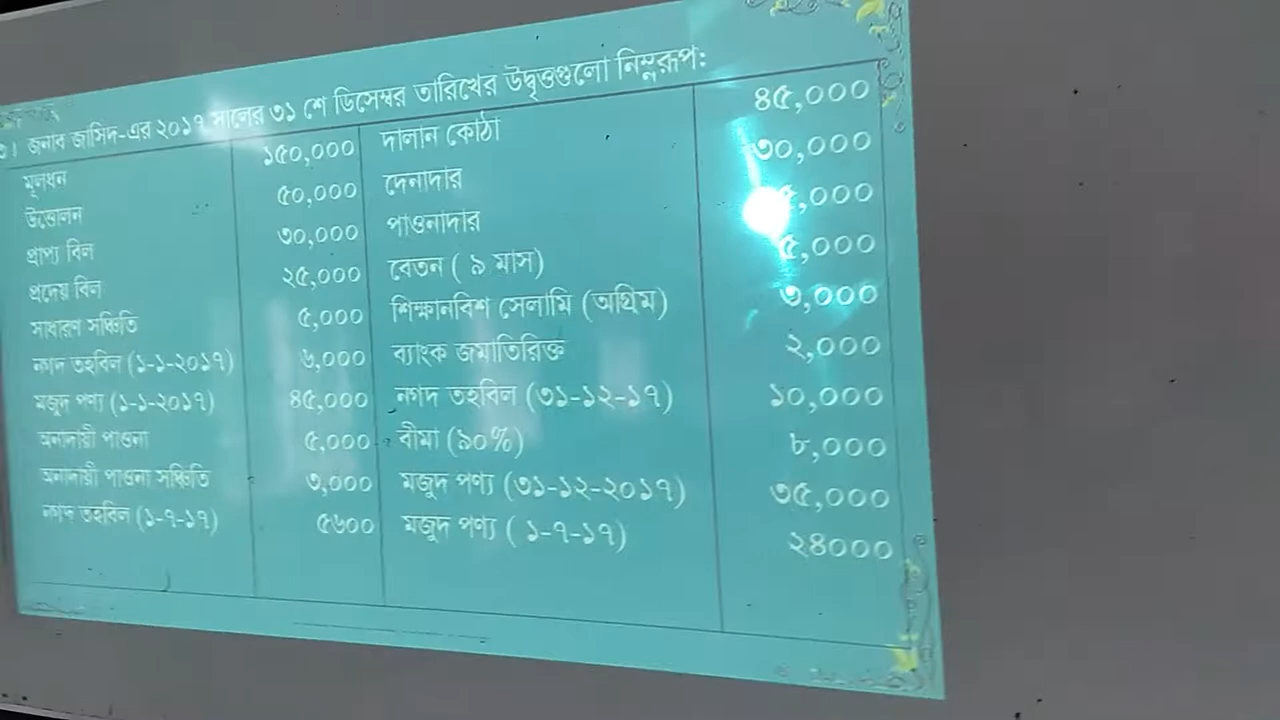 ৩। জনাব জাসিদ-এর ২০১৭ সালের ৩১ শে ডিসেম্বর তারিখের উদ্বৃত্তগুলো নিম্নরূপ:
মূলধন ১৫০,০০০ দালান কোঠা ৪৫,০০০
উত্তোলন ৫০,০০০ দেনাদার ৩০,০০০
প্রাপ্য বিল ৩০,০০০ পাওনাদার ৫,০০০
প্রদেয় বিল ২৫,০০০ বেতন ( ৯ মাস) ৫,০০০
সাধারণ সঞ্চিতি ৫,০০০ শিক্ষানবিশ সেলামি (অগ্রিম) ৩,০০০
নগদ তহবিল (১-১-২০১৭) ৬,০০০ ব্যাংক জমাতিরিক্ত ২,০০০
মজুদ পণ্য (১-১-২০১৭) ৪৫,০০০ নগদ তহবিল (৩১-১২-১৭) ১০,০০০
অনাদায়ী পাওনা ৫,০০০ বীমা (৯০%) ৮,০০০
অনাদায়ী পাওনা সঞ্চিতি ৩,০০০ মজুদ পণ্য (৩১-১২-২০১৭) ৩৫,০০০
নগদ তহবিল (১-৭-১৭) ৫৬০০ মজুদ পণ্য ( ১-৭-১৭) ২৪০০০